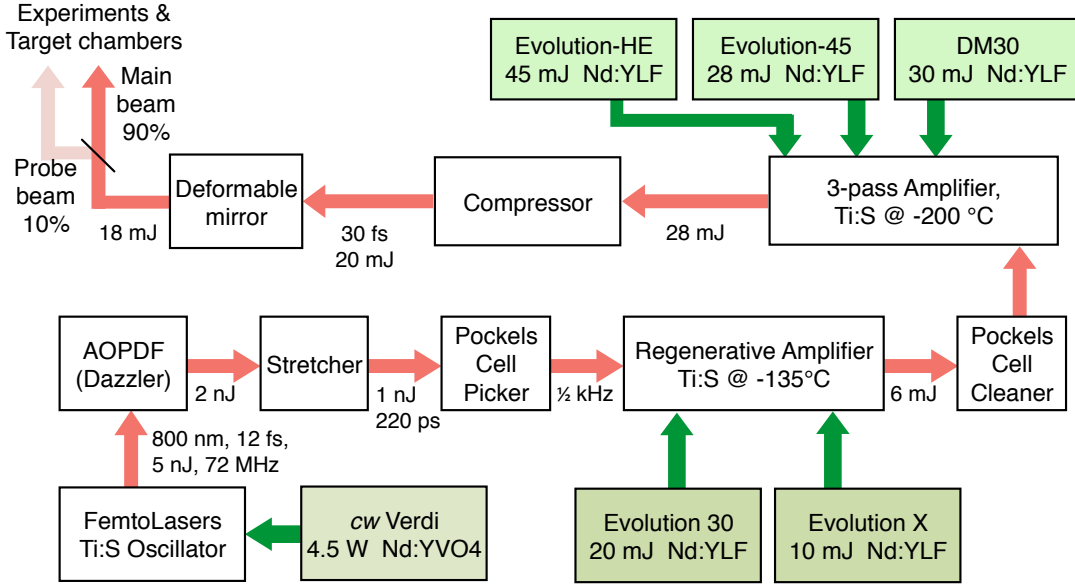 Experiments &
Target chambers
Main
beam
90%
Probe
beam
10%
18 mJ
Deformable
mirror
30 fs
20 mJ
Compressor
28 mJ
Evolution-HE
45 mJ  Nd:YLF
Evolution-45
28 mJ  Nd:YLF
DM30
30 mJ  Nd:YLF
3-pass Amplifier,
Ti:S @ -200 °C
AOPDF
(Dazzler)
2 nJ
Stretcher
1 nJ
220 ps
Pockels
Cell
Picker
½ kHz
Regenerative Amplifier
Ti:S @ -135°C
6 mJ
Pockels
Cell
Cleaner
800 nm, 12 fs,
5 nJ, 72 MHz
FemtoLasers
Ti:S Oscillator
cw Verdi
4.5 W  Nd:YVO4
Evolution 30
20 mJ  Nd:YLF
Evolution X
10 mJ  Nd:YLF